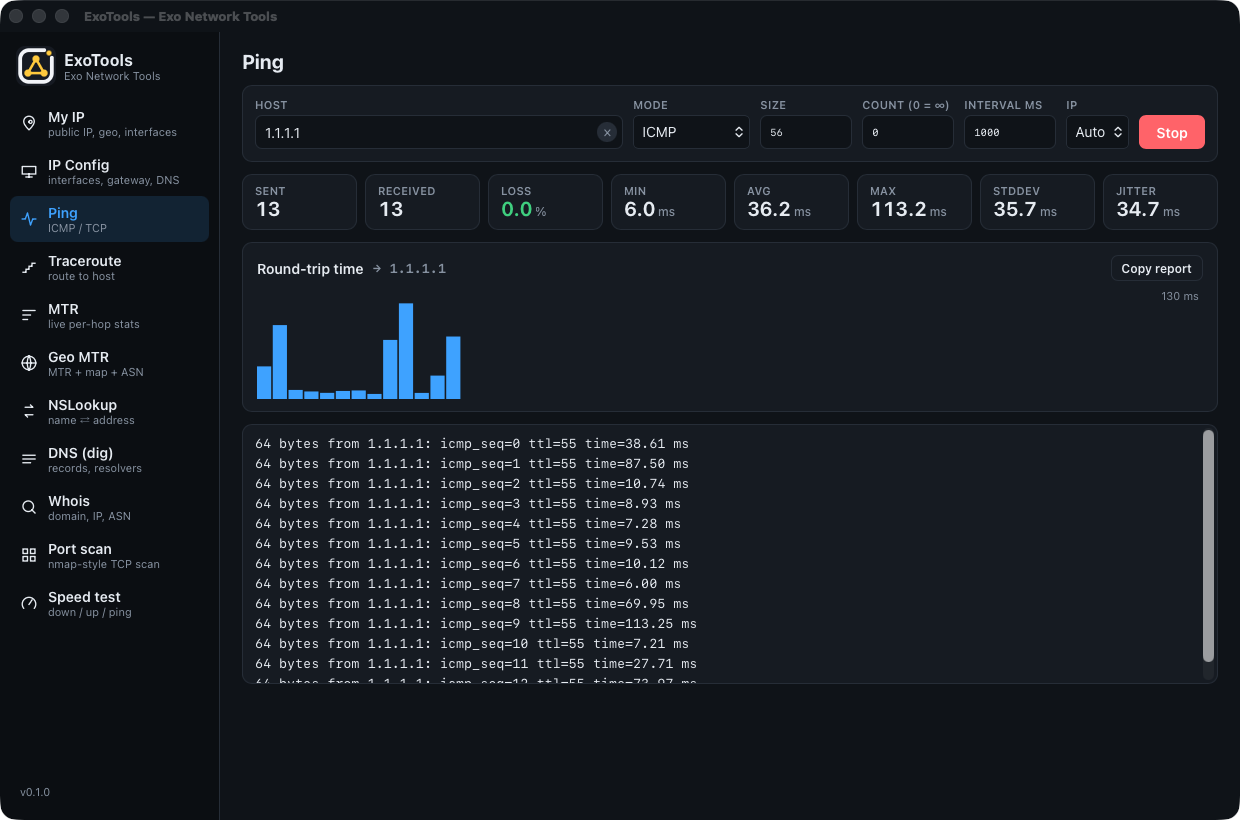 ExoTools — Exo Network Tools
ExoTools
Exo Network Tools
My IP
public IP, geo, interfaces
IP Config
interfaces, gateway, DNS
Ping
ICMP / TCP
Traceroute
route to host
MTR
live per-hop stats
Geo MTR
MTR + map + ASN
NSLookup
name ⇄ address
DNS (dig)
records, resolvers
Whois
domain, IP, ASN
Port scan
nmap-style TCP scan
Speed test
down / up / ping
v0.1.0
Ping
HOST MODE SIZE COUNT (0 = ∞) INTERVAL MS IP
1.1.1.1 ICMP 56 0 1000 Auto Stop
SENT RECEIVED LOSS MIN AVG MAX STDDEV JITTER
13 13 0.0 % 6.0 ms 36.2 ms 113.2 ms 35.7 ms 34.7 ms
Round-trip time → 1.1.1.1 Copy report
130 ms
64 bytes from 1.1.1.1: icmp_seq=0 ttl=55 time=38.61 ms
64 bytes from 1.1.1.1: icmp_seq=1 ttl=55 time=87.50 ms
64 bytes from 1.1.1.1: icmp_seq=2 ttl=55 time=10.74 ms
64 bytes from 1.1.1.1: icmp_seq=3 ttl=55 time=8.93 ms
64 bytes from 1.1.1.1: icmp_seq=4 ttl=55 time=7.28 ms
64 bytes from 1.1.1.1: icmp_seq=5 ttl=55 time=9.53 ms
64 bytes from 1.1.1.1: icmp_seq=6 ttl=55 time=10.12 ms
64 bytes from 1.1.1.1: icmp_seq=7 ttl=55 time=6.00 ms
64 bytes from 1.1.1.1: icmp_seq=8 ttl=55 time=69.95 ms
64 bytes from 1.1.1.1: icmp_seq=9 ttl=55 time=113.25 ms
64 bytes from 1.1.1.1: icmp_seq=10 ttl=55 time=7.21 ms
64 bytes from 1.1.1.1: icmp_seq=11 ttl=55 time=27.71 ms
64 bytes from 1.1.1.1: icmp_seq=12 ttl=55 time=73.97 ms